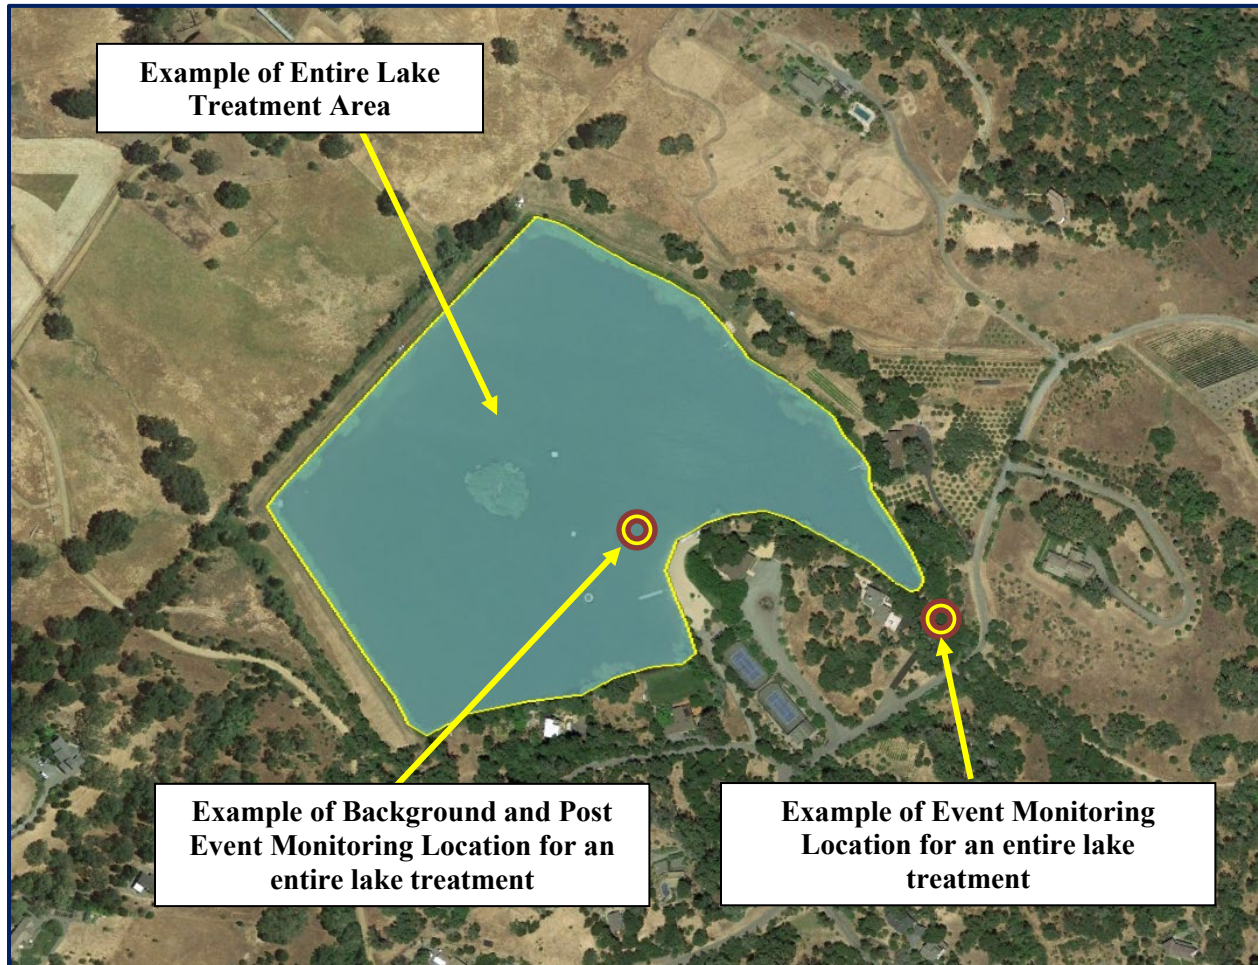 Example of Entire Lake
Treatment Area
Example of Background and Post
Event Monitoring Location for an
entire lake treatment
Example of Event Monitoring
Location for an entire lake
treatment